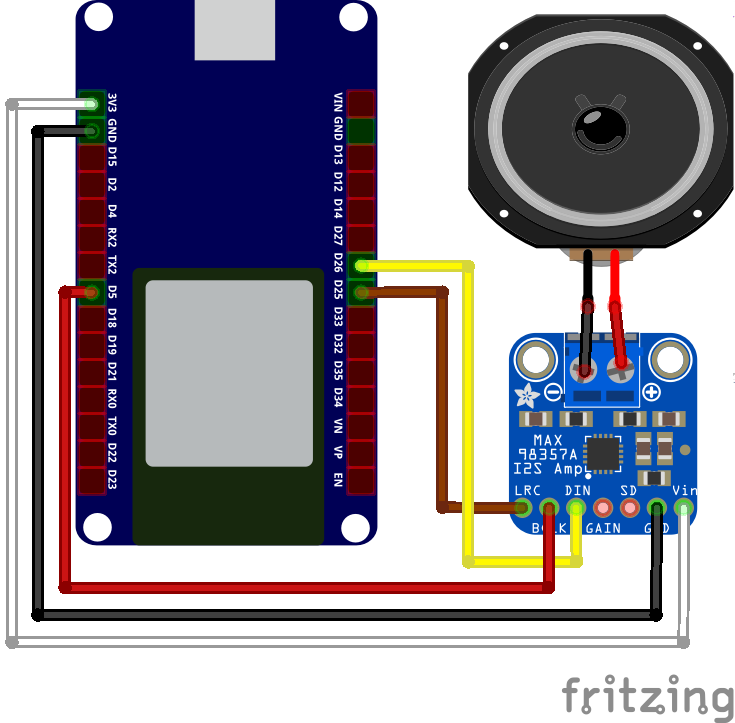 3V3
GND
D15
D2
D4
RX2
TX2
D5
D18
D19
D21
RX0
TX0
D22
D23
VIN
GND
D13
D12
D14
D27
D26
D25
D33
D32
D35
D34
VN
VP
EN
MAX
98357A
I2S Amp
LRC DIN SD Vin
BCLK GAIN GND
fritzing